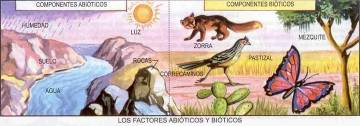 COMPONENTES ABIÓTICOS
COMPONENTES BIÓTICOS
HUMEDAD
LUZ
SUELO
ROCAS
AGUA
ZORRA
MEZQUITE
PASTIZAL
CORRECAMINOS
LOS FACTORES ABIÓTICOS Y BIÓTICOS